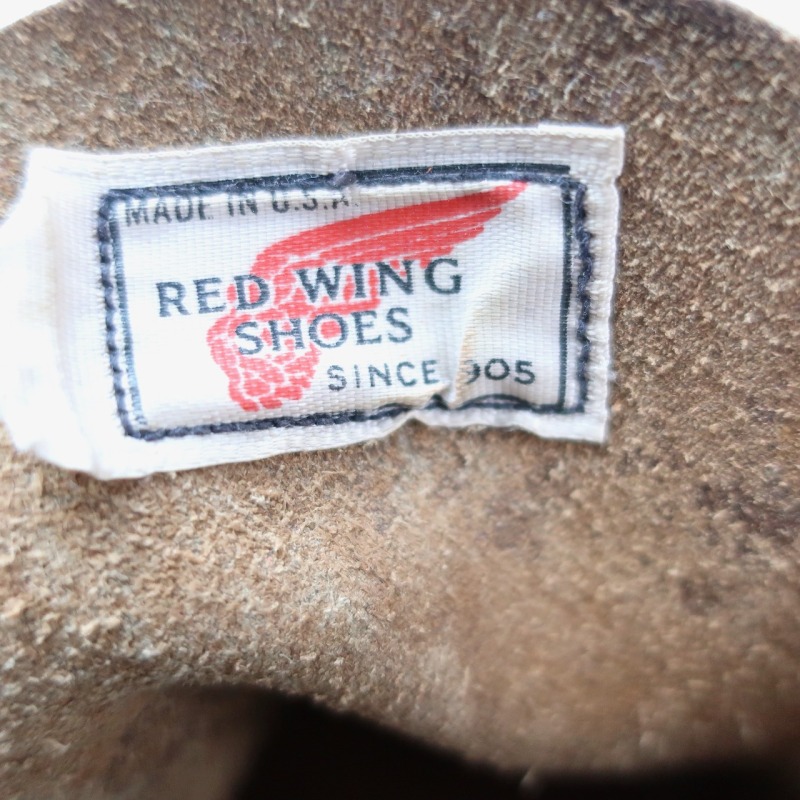 MADE IN U.S.A.
RED WING
SHOES
SINCE 905